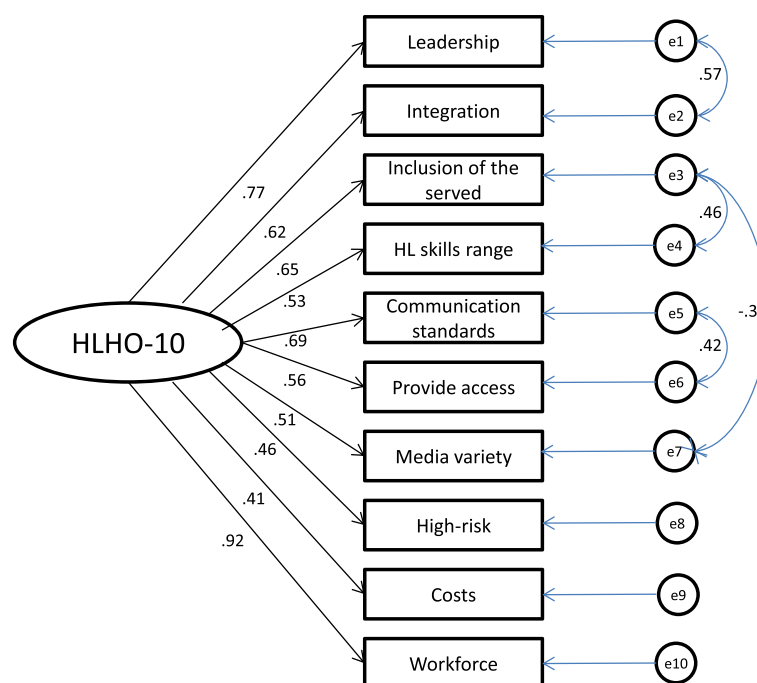 Leadership
e1
.57
Integration
e2
Inclusion of the
served
e3
.77
.46
.62
HL skills range
e4
.65
.53
Communication
standards
e5
-.3
HLHO-10
.69
.42
Provide access
e6
.56
.51
Media variety
e7
.46
.41
High-risk
e8
.92
Costs
e9
Workforce
e10